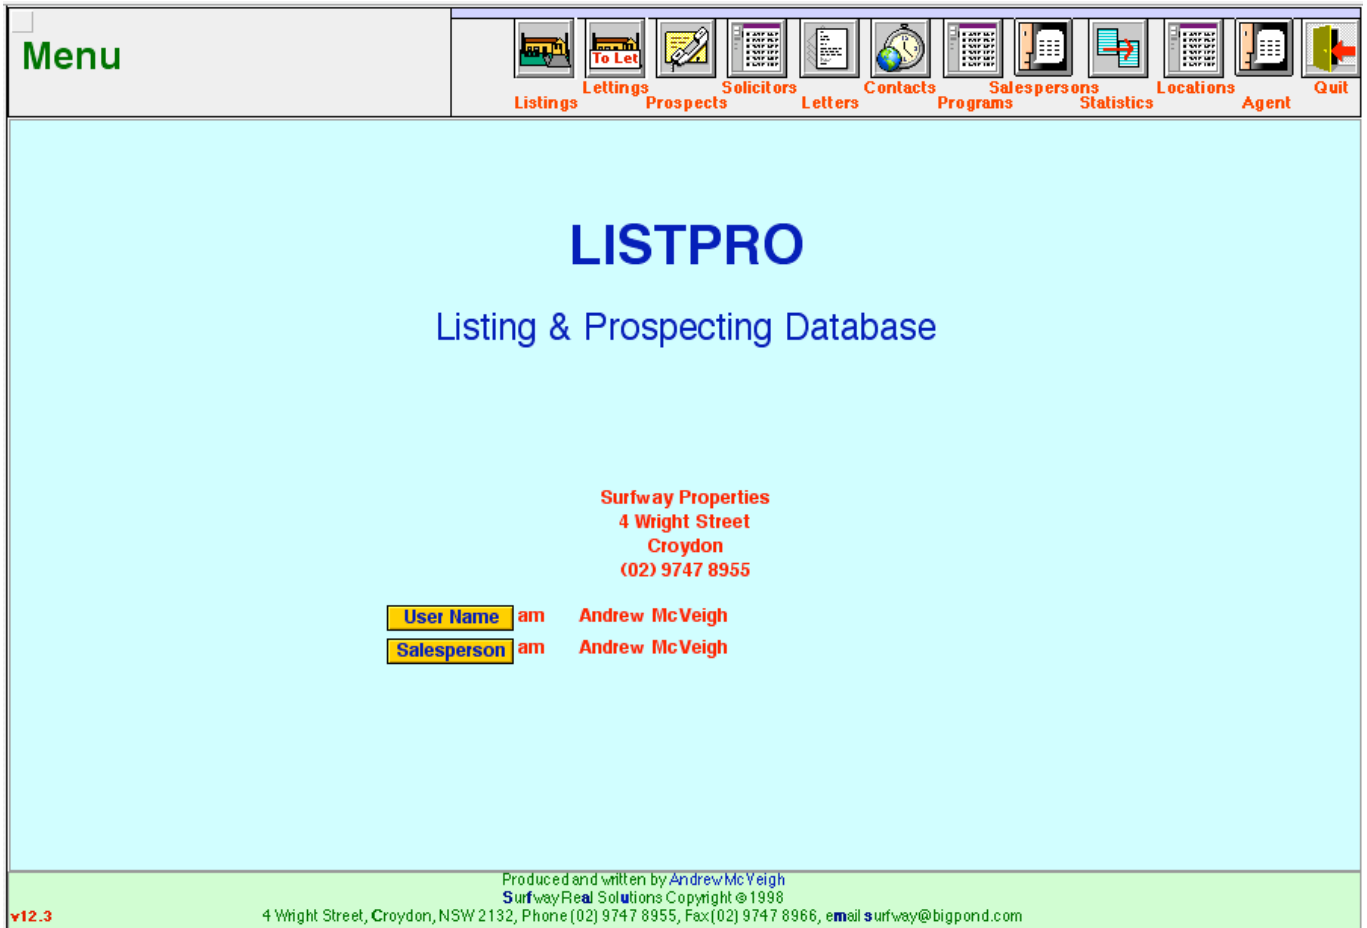 Menu
To Let
Listings
Lettings
Prospects
Solicitors
Letters
Contacts
Programs
Salespersons
Statistics
Locations
Agent
Quit
LISTPRO
Listing & Prospecting Database
Surfway Properties
4 Wright Street
Croydon
(02) 9747 8955
User Name am Andrew McVeigh
Salesperson am Andrew McVeigh
Produced and written by Andrew McVeigh
Surfway Real Solutions Copyright © 1998
v12.3 4 Wright Street, Croydon, NSW 2132, Phone (02) 9747 8955, Fax (02) 9747 8966, email surfway@bigpond.com